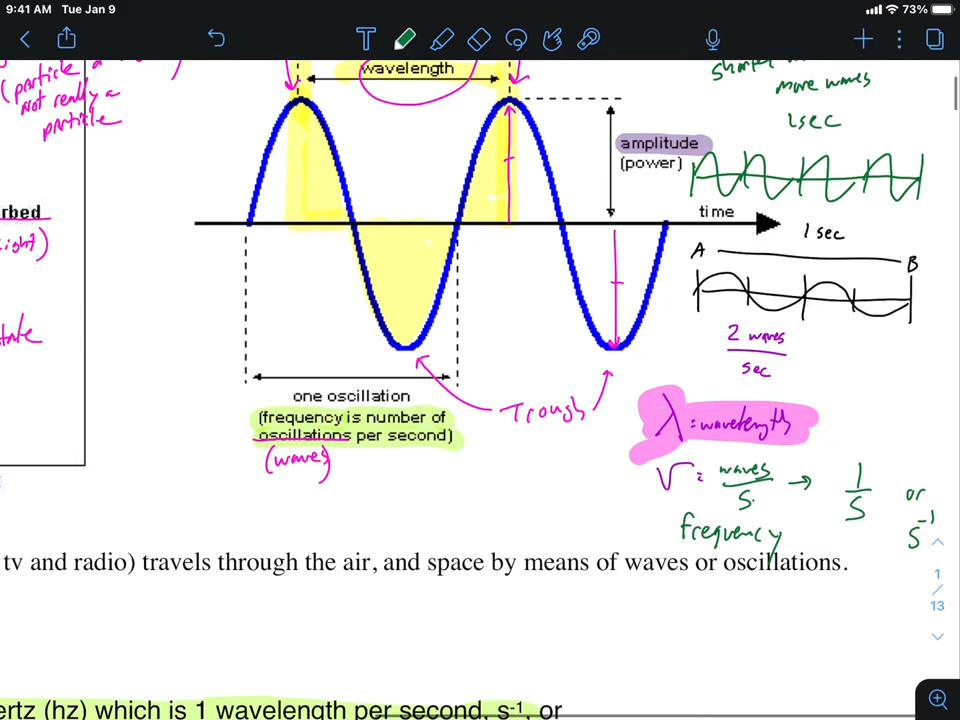 9:41 AM Tue Jan 9
73%
(particle
Not really a
particle
rbed
ight)
tate
wavelength
amplitude
(power)
time
more waves
1sec
1 sec
A
B
2 waves
sec
one oscillation
(frequency is number of
oscillations per second)
(waves)
Trough
λ = wavelength
ν = waves
s
→ 1
s
or
s⁻¹
frequency
tv and radio) travels through the air, and space by means of waves or oscillations.
1
/
13
ertz (hz) which is 1 wavelength per second, s-1, or